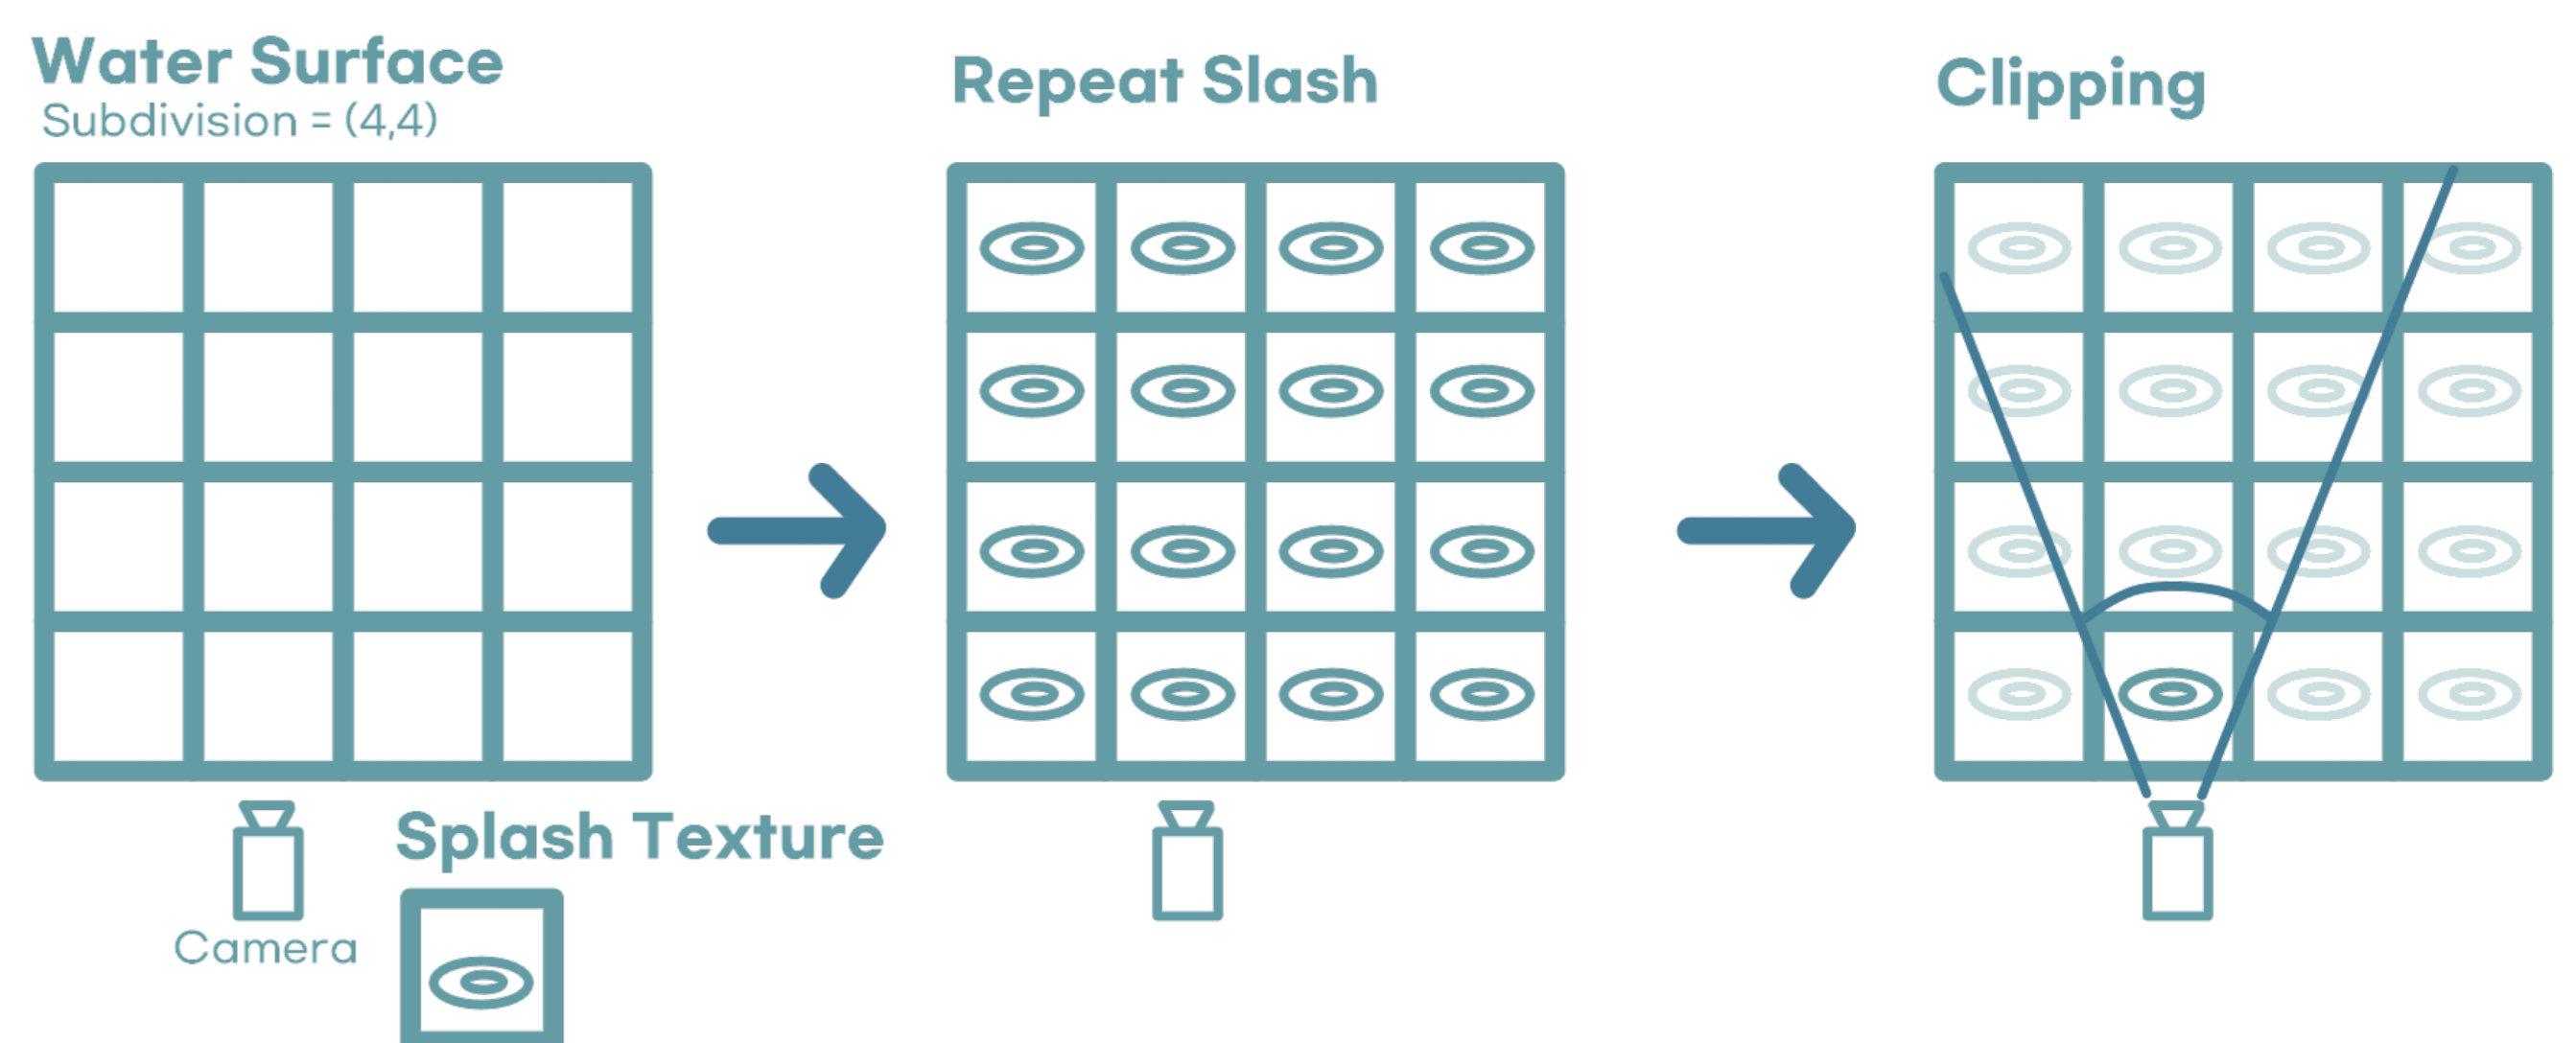 Water Surface
Subdivision = (4,4)
Repeat Slash
Clipping
Splash Texture
Camera